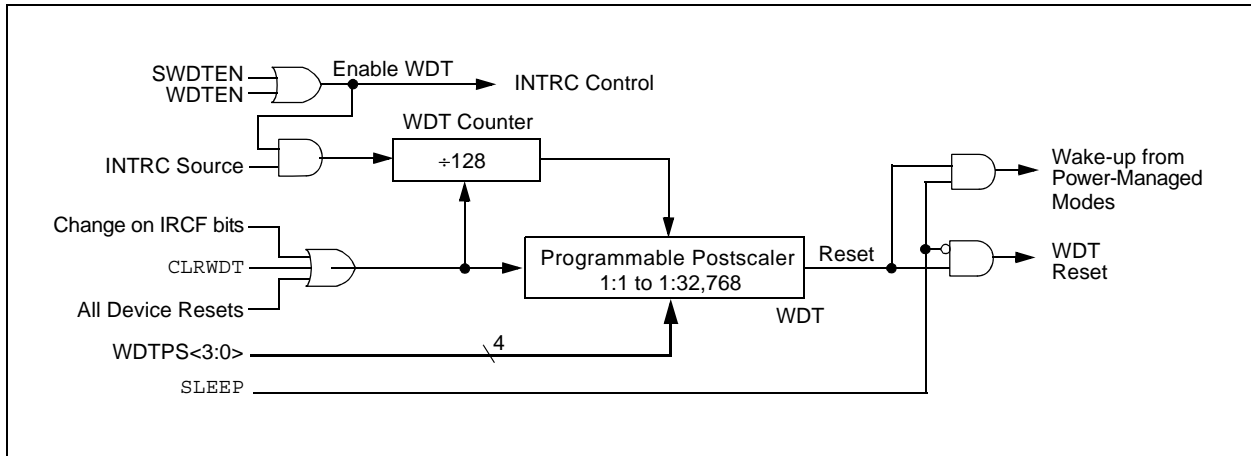 SWDTEN
WDTEN
Enable WDT
INTRC Control
WDT Counter
INTRC Source
÷128
Wake-up from
Power-Managed
Modes
Change on IRCF bits
CLRWDT
All Device Resets
Programmable Postscaler
1:1 to 1:32,768
Reset
WDT
WDT
Reset
WDTPS<3:0>
4
SLEEP